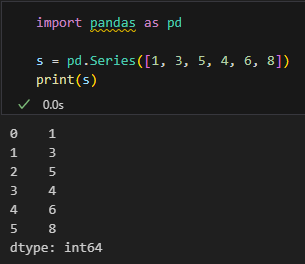 import pandas as pd
s = pd.Series([1, 3, 5, 4, 6, 8])
print(s)
0.0s
0    1
1    3
2    5
3    4
4    6
5    8
dtype: int64